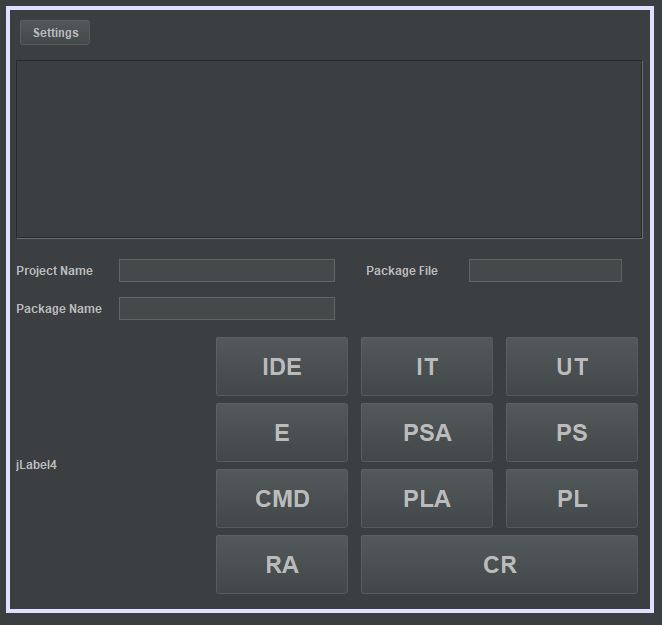 Settings
Project Name
Package File
Package Name
IDE
IT
UT
E
PSA
PS
jLabel4
CMD
PLA
PL
RA
CR